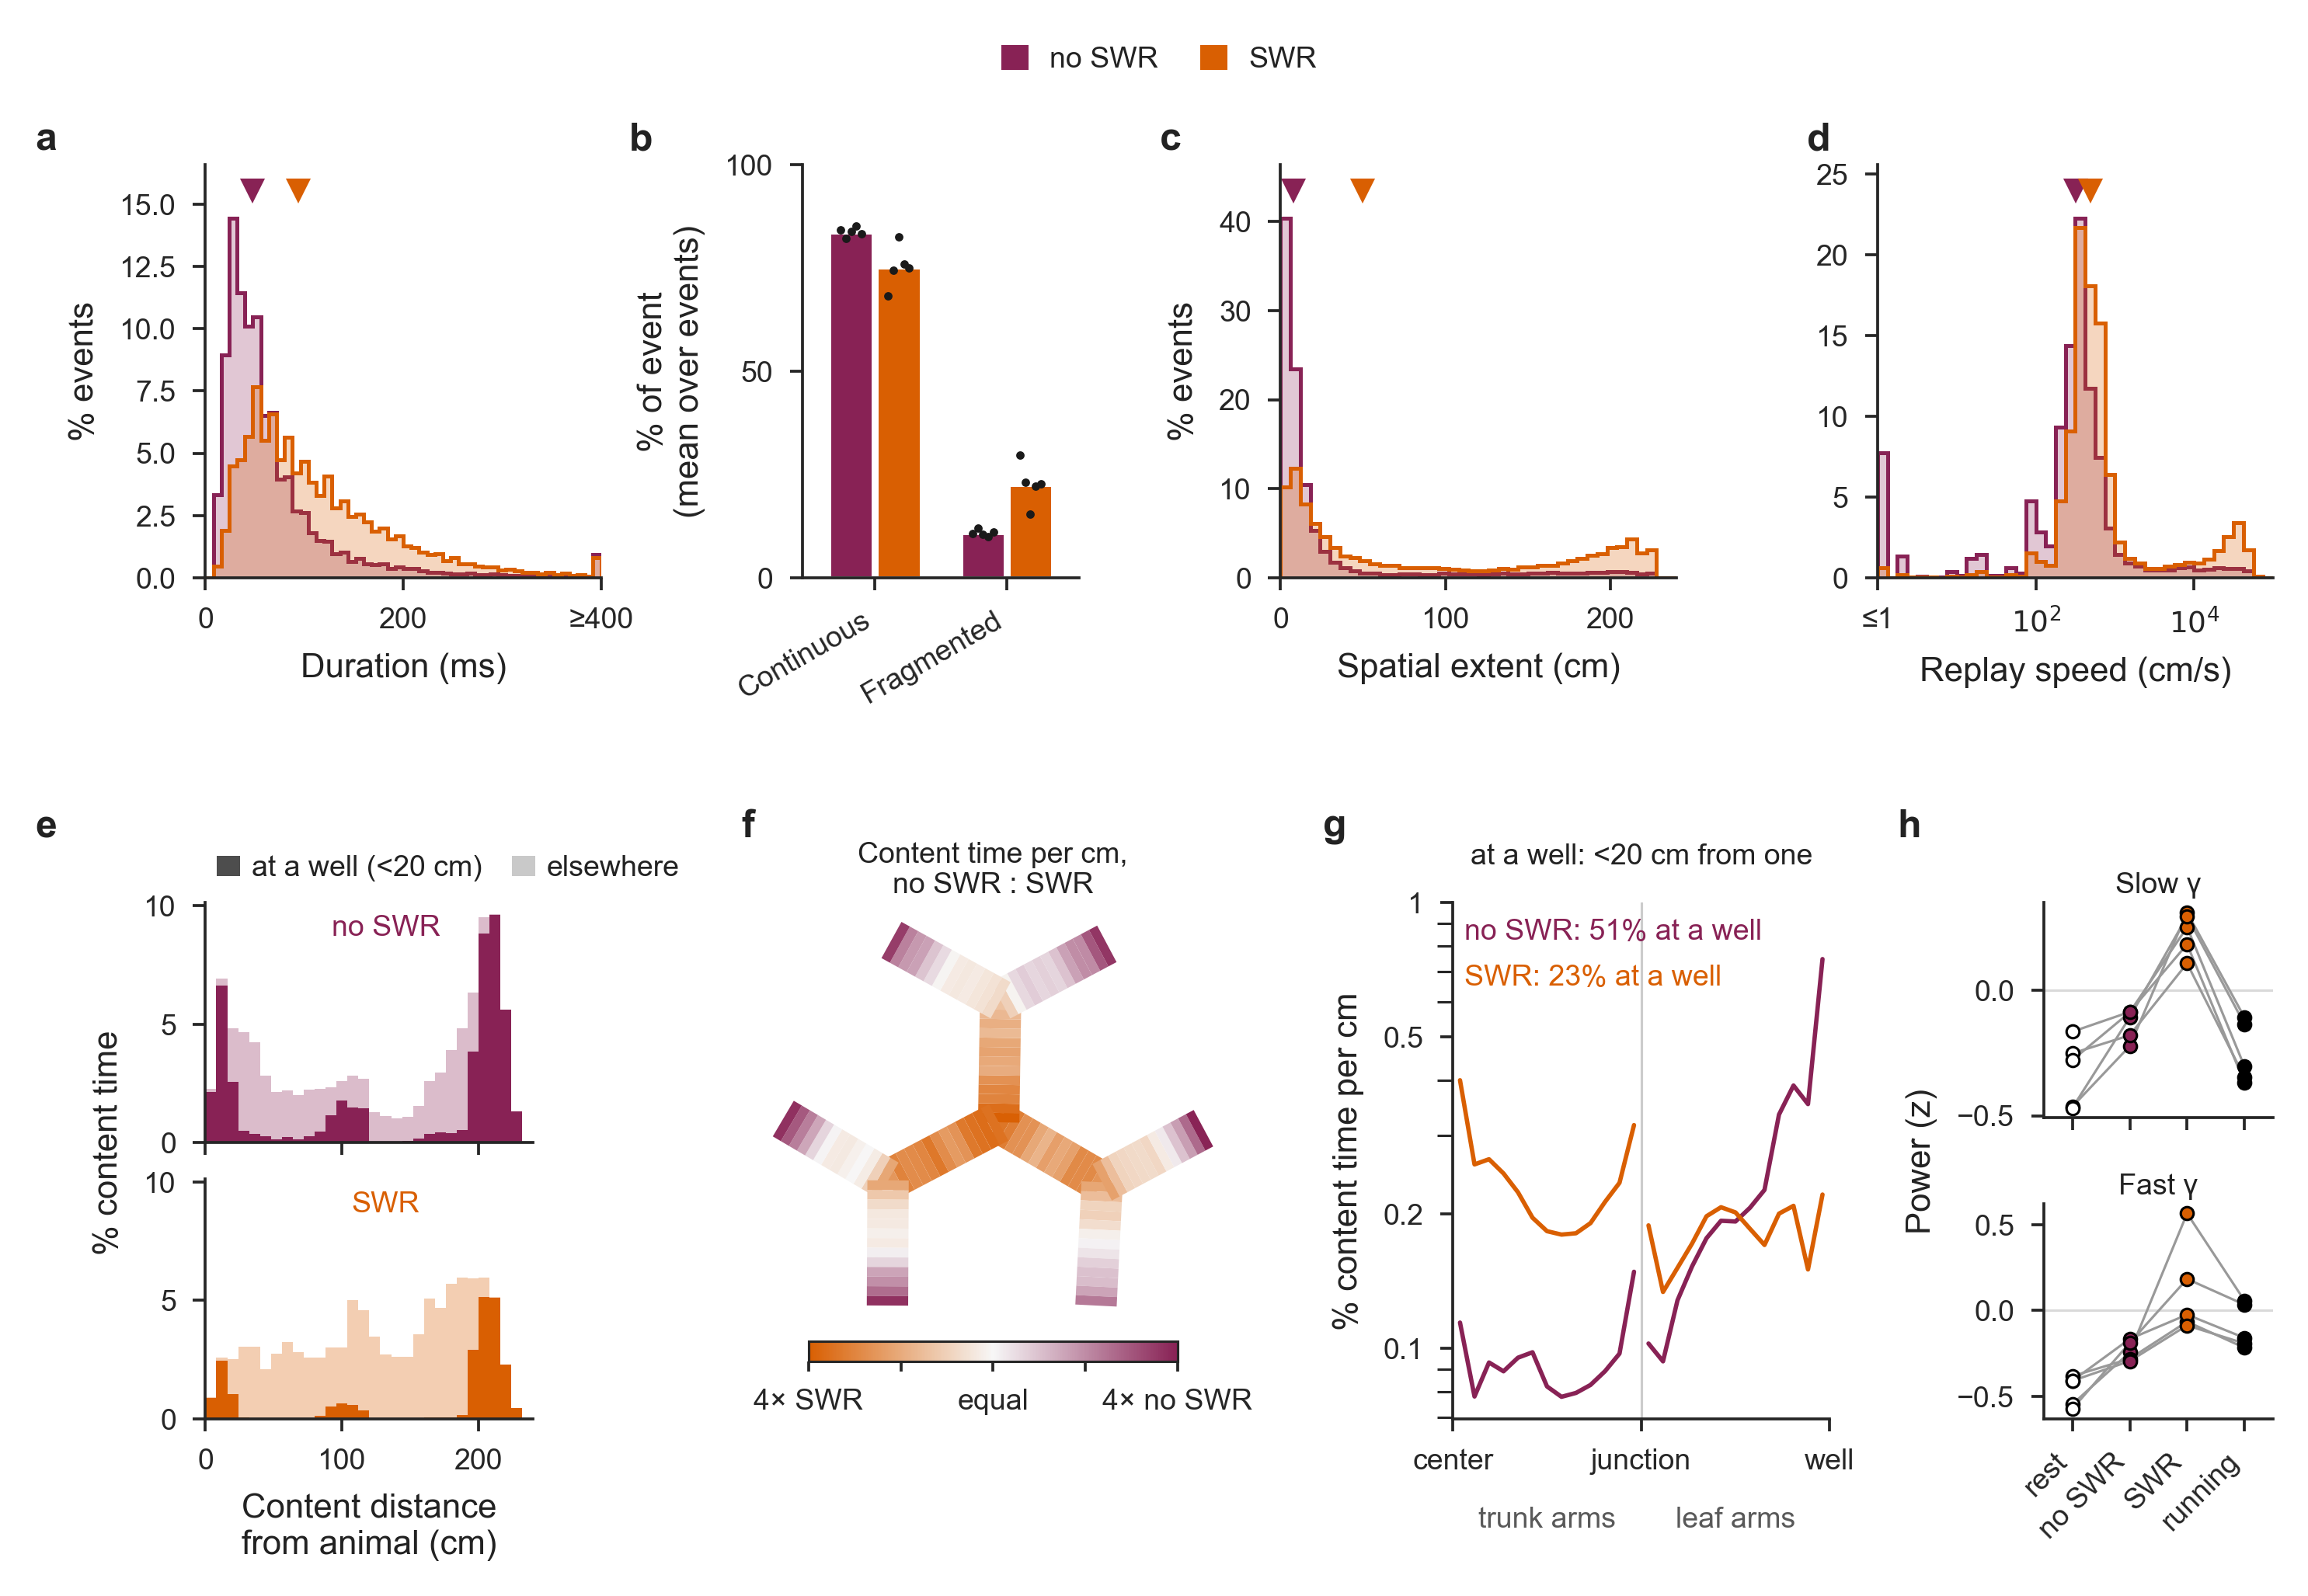 no SWR
SWR
a
% events
15.0
12.5
10.0
7.5
5.0
2.5
0.0
0
200
≥400
Duration (ms)
b
% of event
(mean over events)
100
50
0
Continuous
Fragmented
c
% events
40
30
20
10
0
0
100
200
Spatial extent (cm)
d
25
20
15
10
5
0
≤1
10²
10⁴
Replay speed (cm/s)
e
at a well (<20 cm)
elsewhere
% content time
no SWR
10
5
0
SWR
10
5
0
0
100
200
Content distance
from animal (cm)
f
Content time per cm,
no SWR : SWR
4× SWR
equal
4× no SWR
g
at a well: <20 cm from one
% content time per cm
no SWR: 51% at a well
SWR: 23% at a well
1
0.5
0.2
0.1
center
junction
well
trunk arms
leaf arms
h
Power (z)
Slow γ
0.0
−0.5
Fast γ
0.5
0.0
−0.5
rest
no SWR
SWR
running